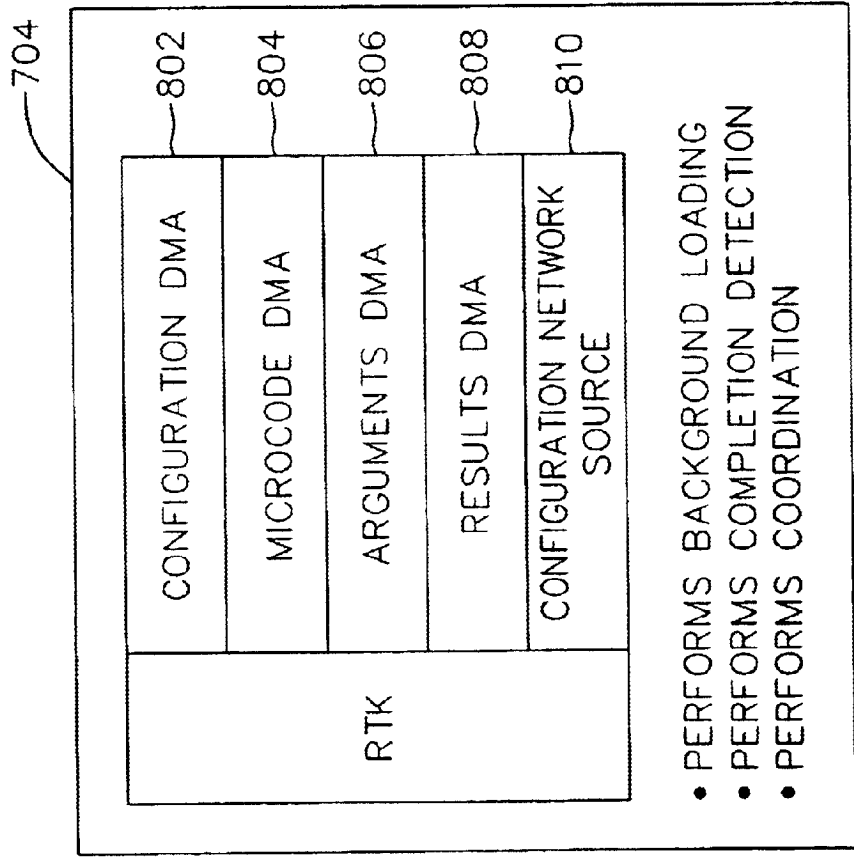 704
RTK
CONFIGURATION DMA
802
MICROCODE DMA
804
ARGUMENTS DMA
806
RESULTS DMA
808
CONFIGURATION NETWORK
SOURCE
810
• PERFORMS BACKGROUND LOADING
• PERFORMS COMPLETION DETECTION
• PERFORMS COORDINATION